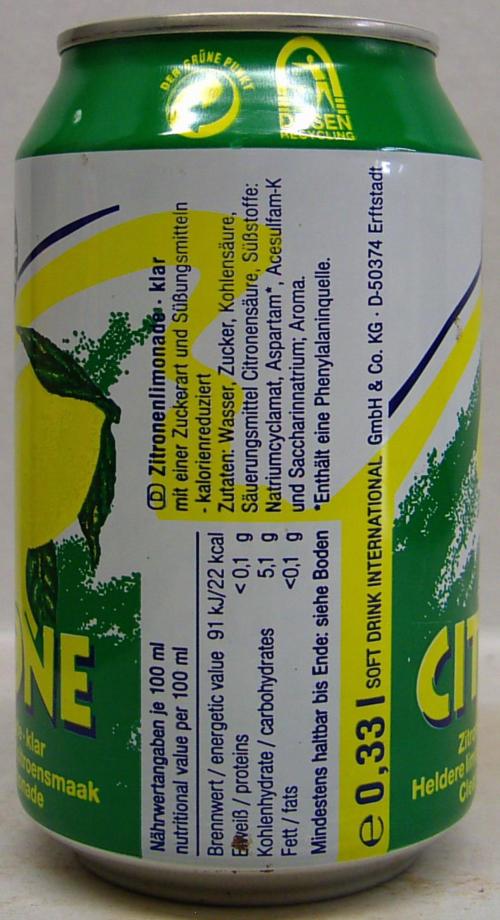 DER GRÜNE PUNKT
DOSEN
RECYCLING
D Zitronenlimonade · klar
mit einer Zuckerart und Süßungsmitteln
- kalorienreduziert
Zutaten: Wasser, Zucker, Kohlensäure,
Säuerungsmittel Citronensäure, Süßstoffe:
Natriumcyclamat, Aspartam*, Acesulfam-K
und Saccharinnatrium; Aroma.
*Enthält eine Phenylalaninquelle.
Nährwertangaben je 100 ml
nutritional value per 100 ml
Brennwert / energetic value 91 kJ/22 kcal
Eiweiß / proteins <0,1 g
Kohlenhydrate / carbohydrates 5,1 g
Fett / fats <0,1 g
Mindestens haltbar bis Ende: siehe Boden
e 0,33 l SOFT DRINK INTERNATIONAL GmbH & Co. KG · D-50374 Erftstadt
ONE
klar
CIT
Heldere